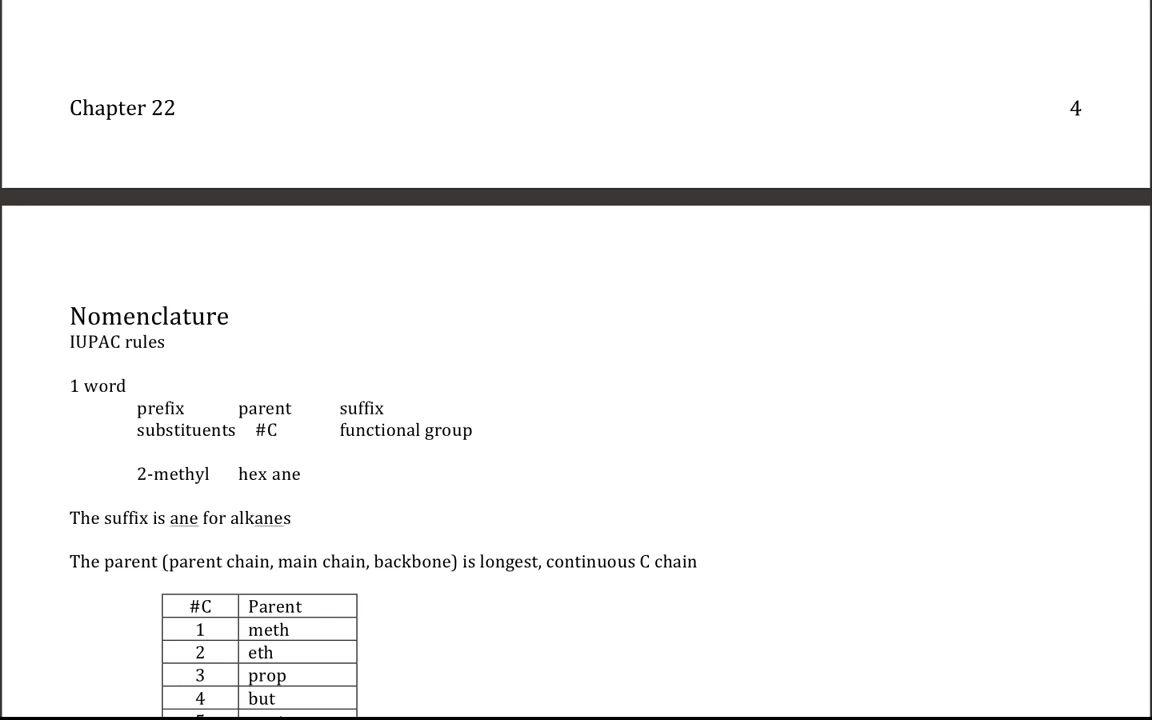 Chapter 22 4
Nomenclature
IUPAC rules
1 word
prefix parent suffix
substituents #C functional group
2-methyl hex ane
The suffix is ane for alkanes
The parent (parent chain, main chain, backbone) is longest, continuous C chain
#C Parent
1 meth
2 eth
3 prop
4 but